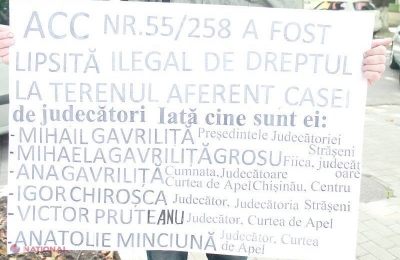 ACC NR.55/258 A FOST
LIPSITĂ ILEGAL DE DREPTUL
LA TERENUL AFERENT CASEI
de judecători Iată cine sunt ei:
- MIHAIL GAVRILIȚĂ Președintele Judecătoriei Strășeni
- MIHAELA GAVRILIȚĂ GROSU Fiica, judecătoare
- ANA GAVRILIȚĂ Cumnata, Judecătoare Curtea de Apel Chișinău, Centru
- IGOR CHIROȘCA Judecător, Judecătoria Strășeni
- VICTOR PRUTEANU Judecător, Curtea de Apel
- ANATOLIE MINCIUNĂ Judecător, Curtea de Apel
NATIONAL